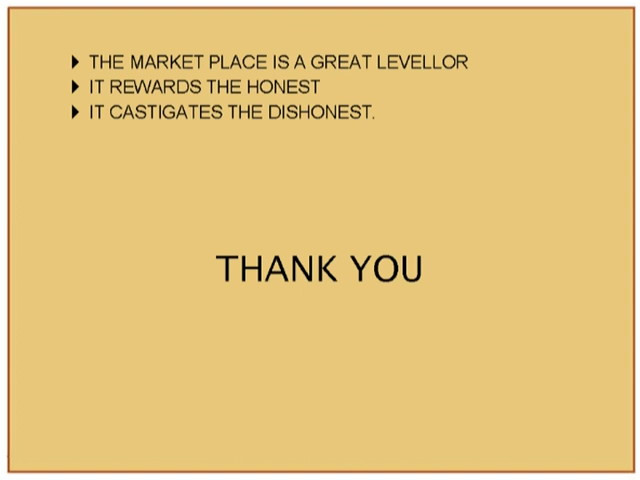 THE MARKET PLACE IS A GREAT LEVELLOR
IT REWARDS THE HONEST
IT CASTIGATES THE DISHONEST.
THANK YOU